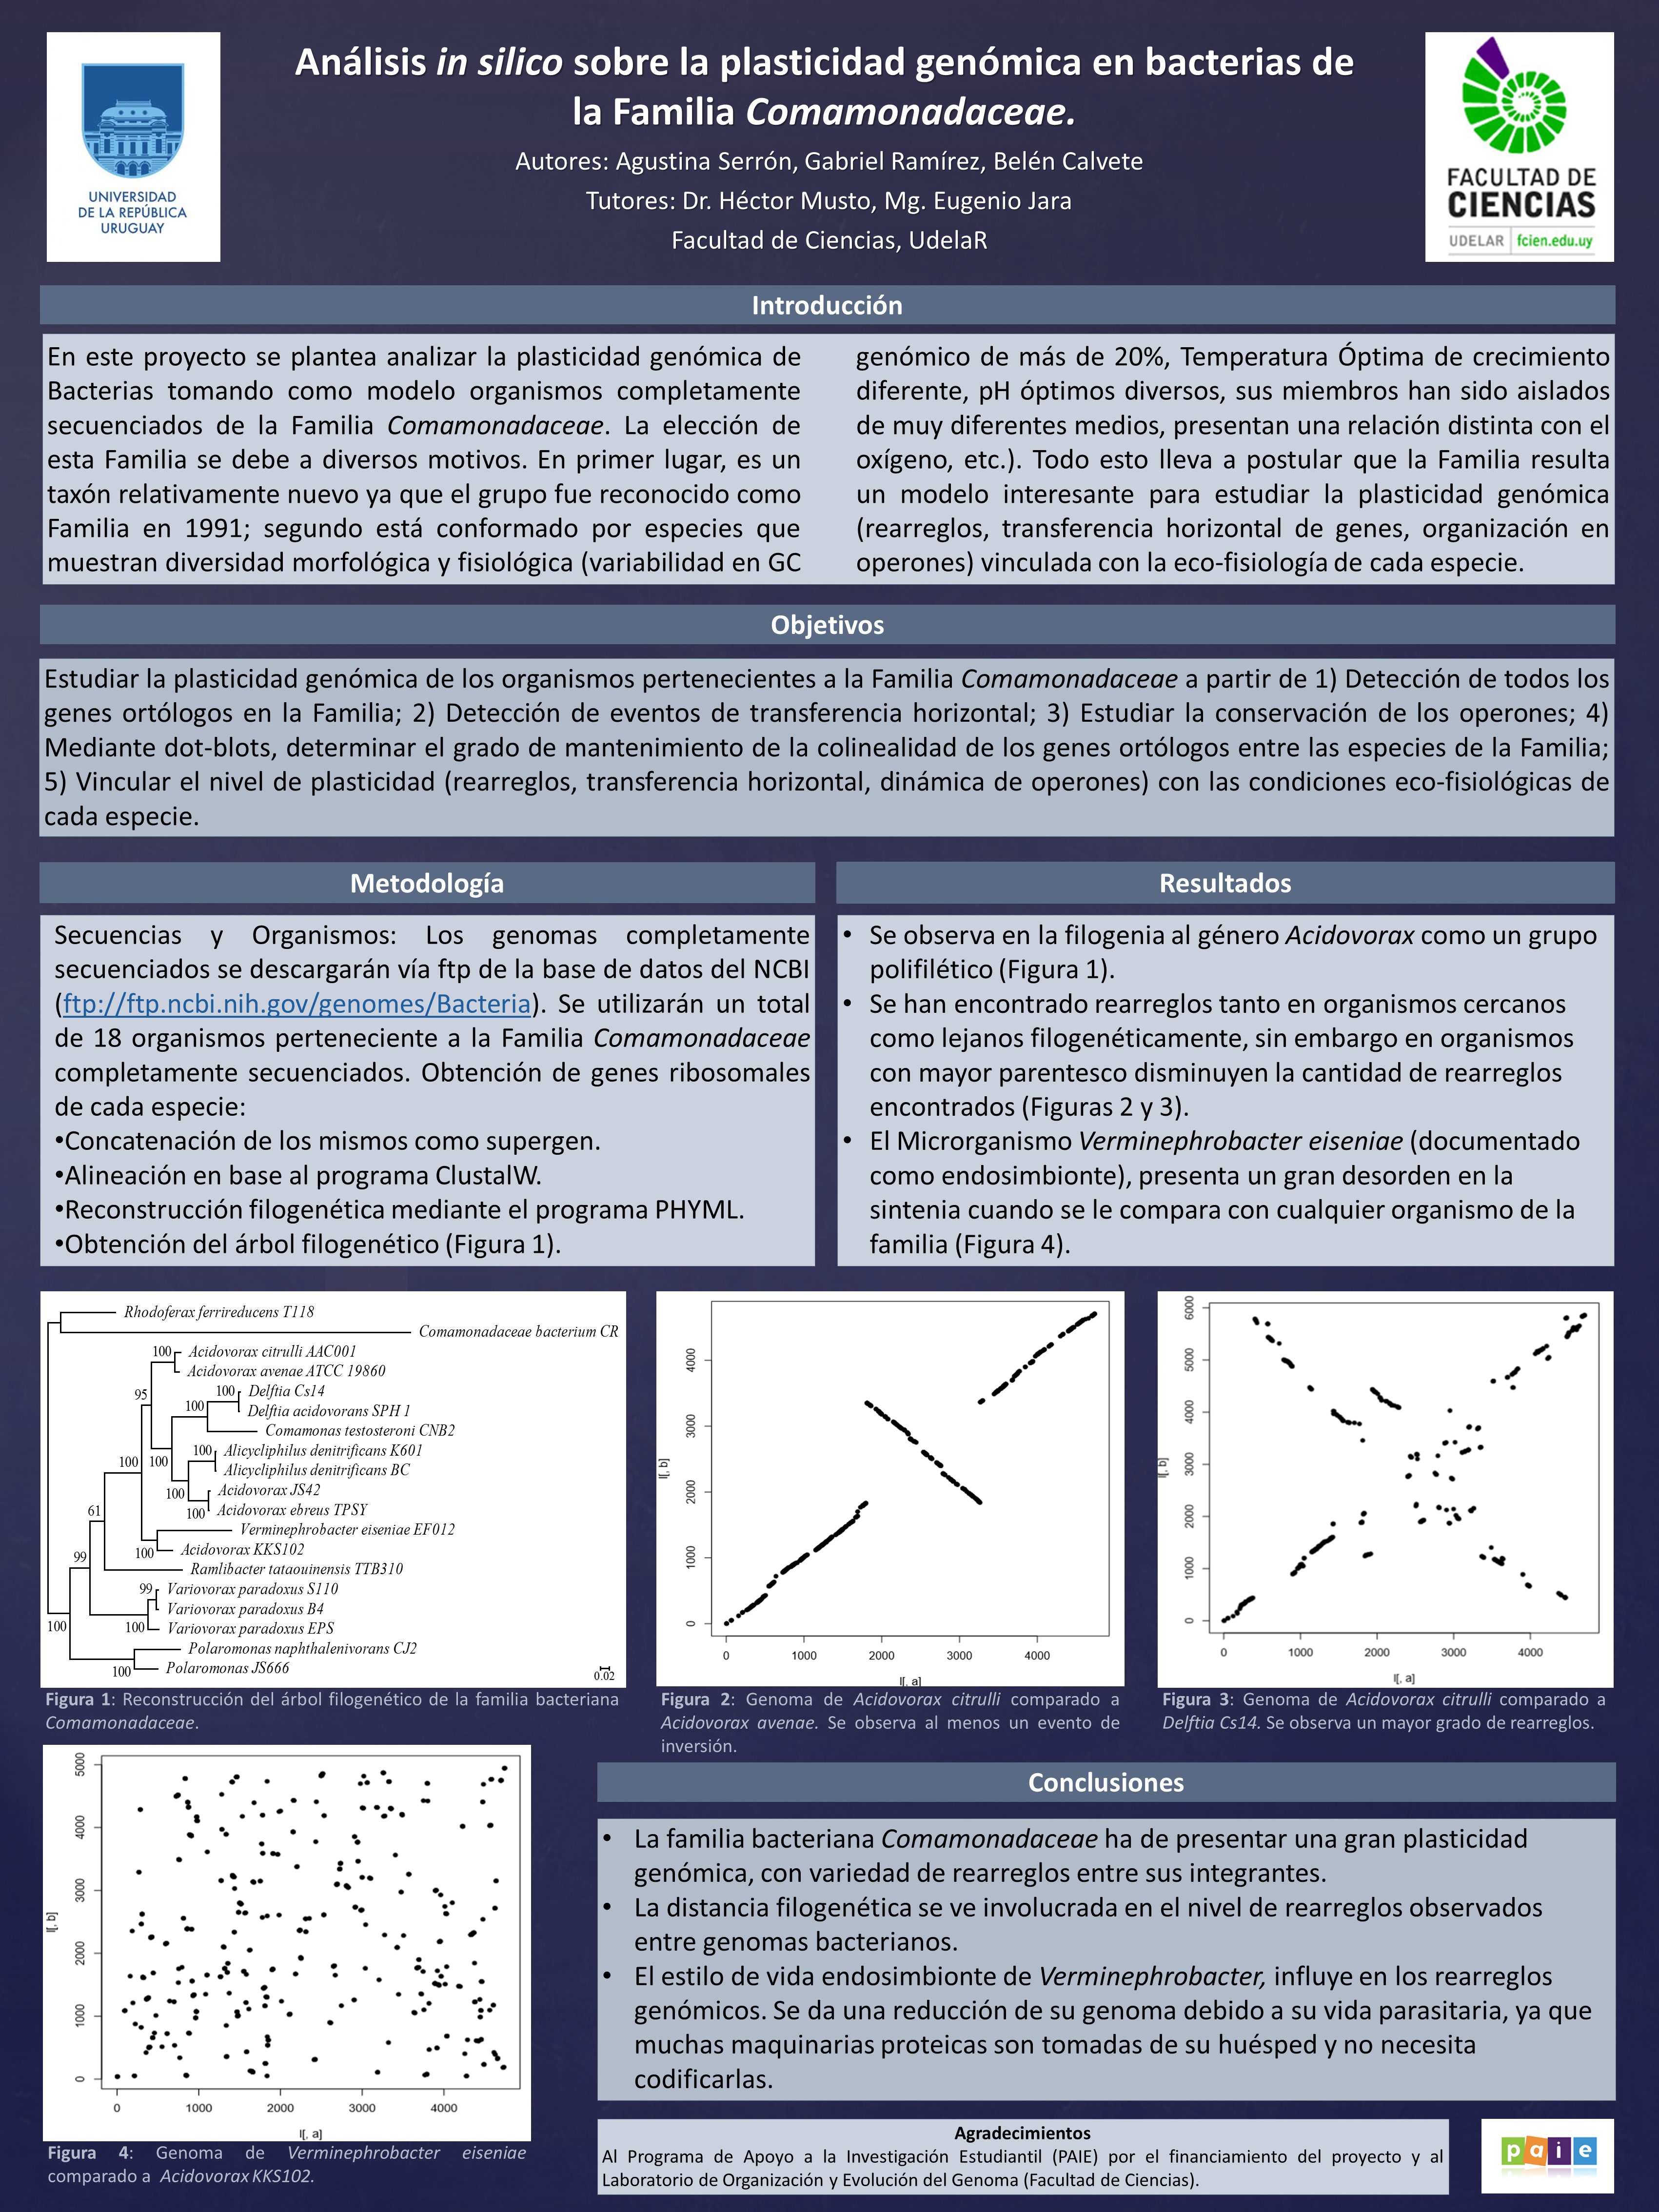 UNIVERSIDAD
DE LA REPÚBLICA
URUGUAY
Análisis in silico sobre la plasticidad genómica en bacterias de
la Familia Comamonadaceae.
Autores: Agustina Serrón, Gabriel Ramírez, Belén Calvete
Tutores: Dr. Héctor Musto, Mg. Eugenio Jara
Facultad de Ciencias, UdelaR
FACULTAD DE
CIENCIAS
UDELAR fcien.edu.uy
Introducción
En este proyecto se plantea analizar la plasticidad genómica de
Bacterias tomando como modelo organismos completamente
secuenciados de la Familia Comamonadaceae. La elección de
esta Familia se debe a diversos motivos. En primer lugar, es un
taxón relativamente nuevo ya que el grupo fue reconocido como
Familia en 1991; segundo está conformado por especies que
muestran diversidad morfológica y fisiológica (variabilidad en GC
genómico de más de 20%, Temperatura Óptima de crecimiento
diferente, pH óptimos diversos, sus miembros han sido aislados
de muy diferentes medios, presentan una relación distinta con el
oxígeno, etc.). Todo esto lleva a postular que la Familia resulta
un modelo interesante para estudiar la plasticidad genómica
(rearreglos, transferencia horizontal de genes, organización en
operones) vinculada con la eco-fisiología de cada especie.
Objetivos
Estudiar la plasticidad genómica de los organismos pertenecientes a la Familia Comamonadaceae a partir de 1) Detección de todos los
genes ortólogos en la Familia; 2) Detección de eventos de transferencia horizontal; 3) Estudiar la conservación de los operones; 4)
Mediante dot-blots, determinar el grado de mantenimiento de la colinealidad de los genes ortólogos entre las especies de la Familia;
5) Vincular el nivel de plasticidad (rearreglos, transferencia horizontal, dinámica de operones) con las condiciones eco-fisiológicas de
cada especie.
Metodología
Secuencias y Organismos: Los genomas completamente
secuenciados se descargarán vía ftp de la base de datos del NCBI
(ftp://ftp.ncbi.nih.gov/genomes/Bacteria). Se utilizarán un total
de 18 organismos perteneciente a la Familia Comamonadaceae
completamente secuenciados. Obtención de genes ribosomales
de cada especie:
•Concatenación de los mismos como supergen.
•Alineación en base al programa ClustalW.
•Reconstrucción filogenética mediante el programa PHYML.
•Obtención del árbol filogenético (Figura 1).
Resultados
• Se observa en la filogenia al género Acidovorax como un grupo
polifilético (Figura 1).
• Se han encontrado rearreglos tanto en organismos cercanos
como lejanos filogenéticamente, sin embargo en organismos
con mayor parentesco disminuyen la cantidad de rearreglos
encontrados (Figuras 2 y 3).
• El Microrganismo Verminephrobacter eiseniae (documentado
como endosimbionte), presenta un gran desorden en la
sintenia cuando se le compara con cualquier organismo de la
familia (Figura 4).
Rhodoferax ferrireducens T118
Comamonadaceae bacterium CR
100 Acidovorax citrulli AAC001
Acidovorax avenae ATCC 19860
95 100 Delftia Cs14
100 Delftia acidovorans SPH 1
Comamonas testosteroni CNB2
100 Alicycliphilus denitrificans K601
100 100 Alicycliphilus denitrificans BC
100 Acidovorax JS42
61 100 Acidovorax ebreus TPSY
Verminephrobacter eiseniae EF012
99 100 Acidovorax KKS102
Ramlibacter tataouinensis TTB310
99 Variovorax paradoxus S110
Variovorax paradoxus B4
100 100 Variovorax paradoxus EPS
Polaromonas naphthalenivorans CJ2
100 Polaromonas JS666
0.02
Figura 1: Reconstrucción del árbol filogenético de la familia bacteriana
Comamonadaceae.
l[, b]
0 1000 2000 3000 4000
0 1000 2000 3000 4000
l[, a]
Figura 2: Genoma de Acidovorax citrulli comparado a
Acidovorax avenae. Se observa al menos un evento de
inversión.
l[, b]
0 1000 2000 3000 4000 5000 6000
0 1000 2000 3000 4000
l[, a]
Figura 3: Genoma de Acidovorax citrulli comparado a
Delftia Cs14. Se observa un mayor grado de rearreglos.
l[, b]
0 1000 2000 3000 4000 5000
0 1000 2000 3000 4000
l[, a]
Figura 4: Genoma de Verminephrobacter eiseniae
comparado a Acidovorax KKS102.
Conclusiones
• La familia bacteriana Comamonadaceae ha de presentar una gran plasticidad
genómica, con variedad de rearreglos entre sus integrantes.
• La distancia filogenética se ve involucrada en el nivel de rearreglos observados
entre genomas bacterianos.
• El estilo de vida endosimbionte de Verminephrobacter, influye en los rearreglos
genómicos. Se da una reducción de su genoma debido a su vida parasitaria, ya que
muchas maquinarias proteicas son tomadas de su huésped y no necesita
codificarlas.
Agradecimientos
Al Programa de Apoyo a la Investigación Estudiantil (PAIE) por el financiamiento del proyecto y al
Laboratorio de Organización y Evolución del Genoma (Facultad de Ciencias).
paie